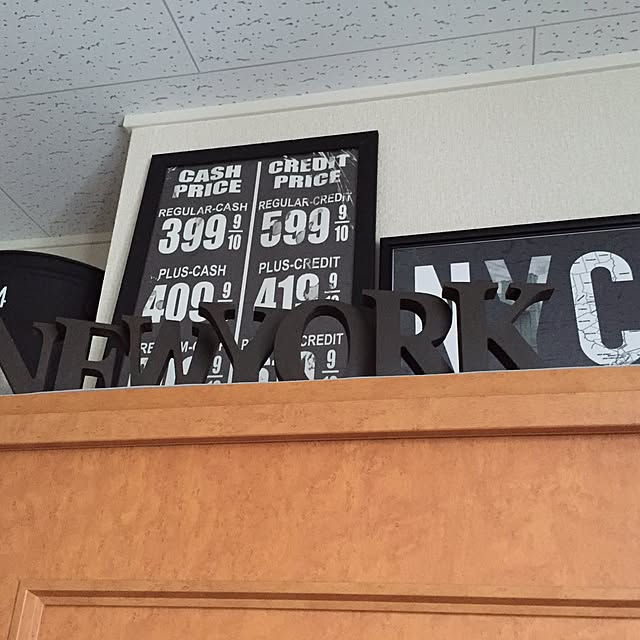 CASH PRICE
CREDIT PRICE
REGULAR-CASH
399 9/10
REGULAR-CREDIT
599 9/10
PLUS-CASH
409 9/10
PLUS-CREDIT
419 9/10
CREDIT
NYC
NEWYORK